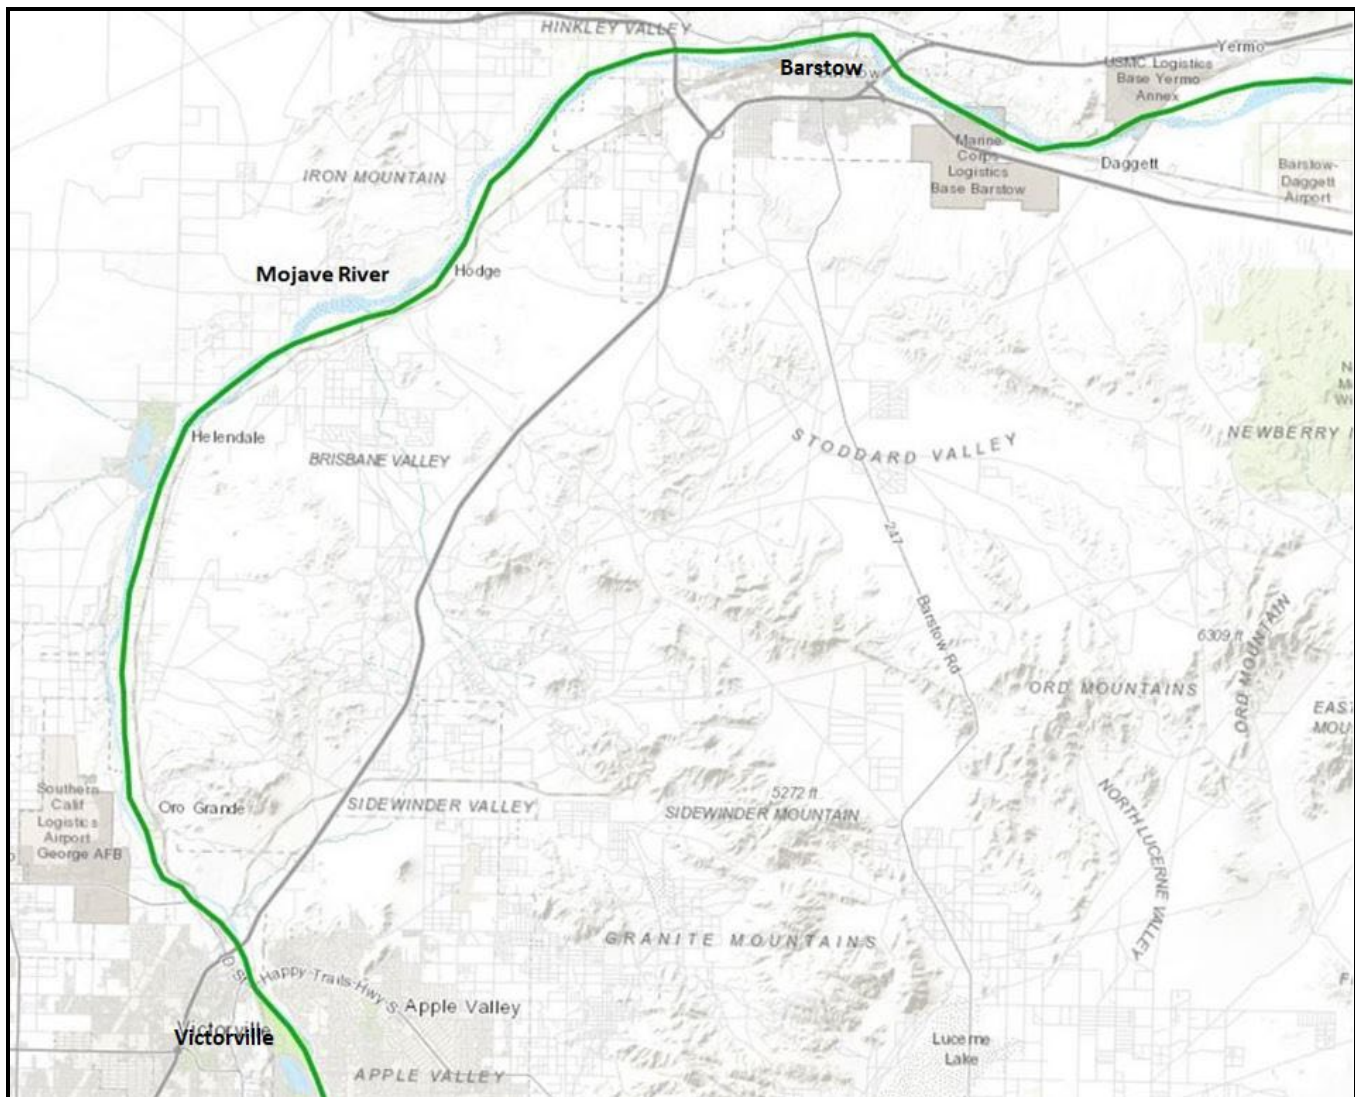 HINKLEY VALLEY
Yermo
Barstow
USMC Logistics
Base Yermo
Annex
Marine
Corps
Logistics
Base Barstow
Daggett
Barstow-
Daggett
Airport
IRON MOUNTAIN
Mojave River
Hodge
Helendale
BRISBANE VALLEY
STODDARD VALLEY
NEWBERRY
247
Barstow Rd
6309 ft
ORD MOUNTAIN
ORD MOUNTAINS
Southern
Calif
Logistics
Airport
George AFB
Oro Grande
SIDEWINDER VALLEY
5272 ft
SIDEWINDER MOUNTAIN
NORTH LUCERNE VALLEY
GRANITE MOUNTAINS
D St
Happy-Trails-Hwy S
Apple Valley
Victorville
Victorville
APPLE VALLEY
Lucerne
Lake